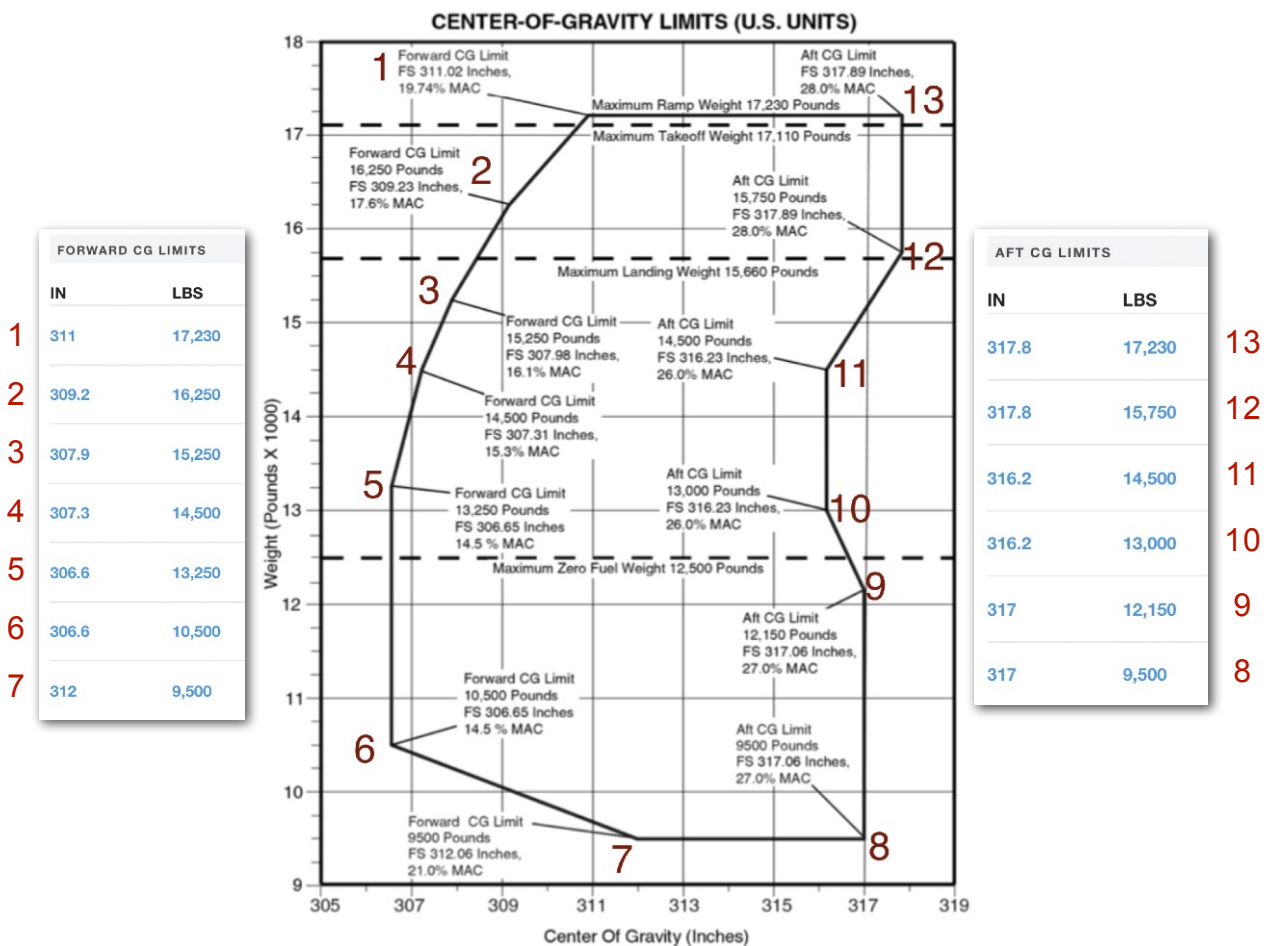 CENTER-OF-GRAVITY LIMITS (U.S. UNITS)
18
17
16
15
14
13
12
11
10
9
Weight (Pounds X 1000)
305
307
309
311
313
315
317
319
Center Of Gravity (Inches)
1
Forward CG Limit
FS 311.02 Inches,
19.74% MAC
Aft CG Limit
FS 317.89 Inches,
28.0% MAC
13
Maximum Ramp Weight 17,230 Pounds
Maximum Takeoff Weight 17,110 Pounds
Forward CG Limit
16,250 Pounds
FS 309.23 Inches,
17.6% MAC
2
Aft CG Limit
15,750 Pounds
FS 317.89 Inches,
28.0% MAC
12
Maximum Landing Weight 15,660 Pounds
3
Forward CG Limit
15,250 Pounds
FS 307.98 Inches,
16.1% MAC
Aft CG Limit
14,500 Pounds
FS 316.23 Inches,
26.0% MAC
11
4
Forward CG Limit
14,500 Pounds
FS 307.31 Inches,
15.3% MAC
5
Forward CG Limit
13,250 Pounds
FS 306.65 Inches
14.5 % MAC
Aft CG Limit
13,000 Pounds
FS 316.23 Inches,
26.0% MAC
10
Maximum Zero Fuel Weight 12,500 Pounds
9
Aft CG Limit
12,150 Pounds
FS 317.06 Inches,
27.0% MAC
Forward CG Limit
10,500 Pounds
FS 306.65 Inches
14.5 % MAC
6
Aft CG Limit
9500 Pounds
FS 317.06 Inches,
27.0% MAC
8
Forward CG Limit
9500 Pounds
FS 312.06 Inches,
21.0% MAC
7
FORWARD CG LIMITS
IN LBS
1 311 17,230
2 309.2 16,250
3 307.9 15,250
4 307.3 14,500
5 306.6 13,250
6 306.6 10,500
7 312 9,500
AFT CG LIMITS
IN LBS
317.8 17,230 13
317.8 15,750 12
316.2 14,500 11
316.2 13,000 10
317 12,150 9
317 9,500 8